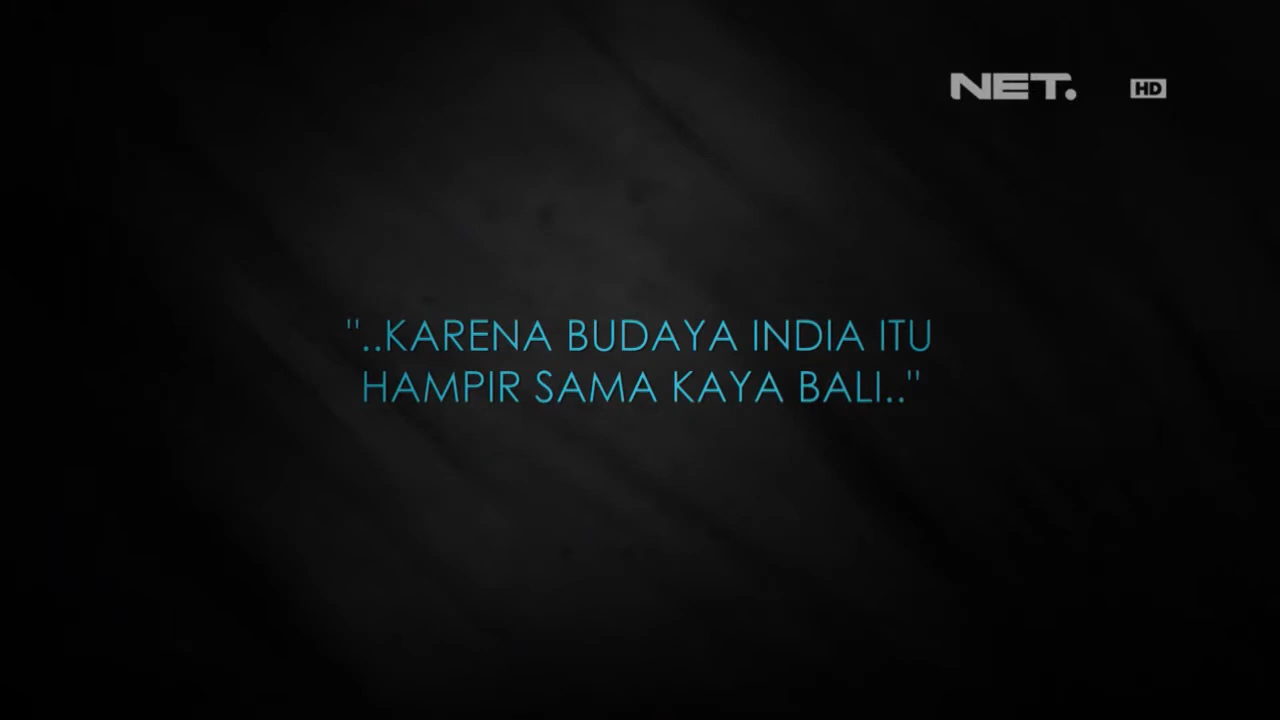 NET. HD
"..KARENA BUDAYA INDIA ITU
HAMPIR SAMA KAYA BALI.."